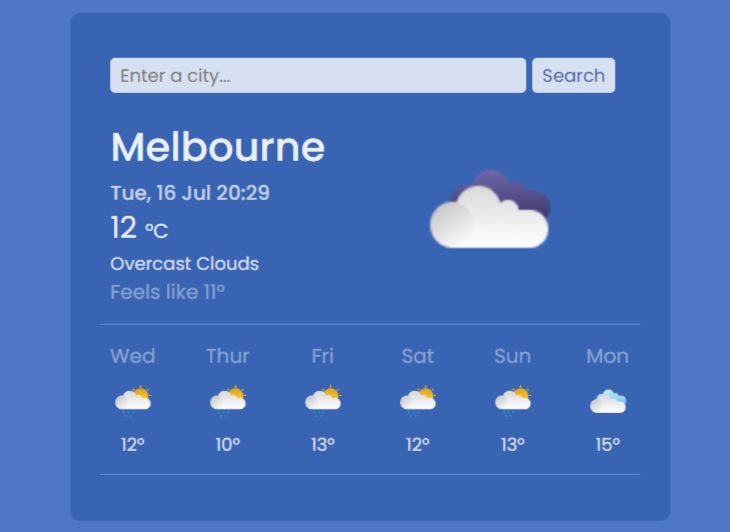 Enter a city... Search
Melbourne
Tue, 16 Jul 20:29
12 °C
Overcast Clouds
Feels like 11°
Wed Thur Fri Sat Sun Mon
12° 10° 13° 12° 13° 15°